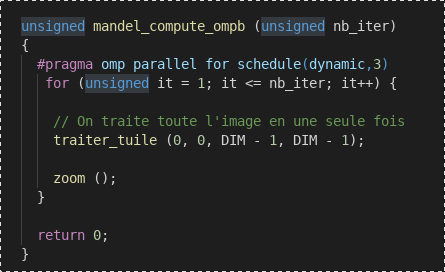 unsigned mandel_compute_ompb (unsigned nb_iter)
{
#pragma omp parallel for schedule(dynamic,3)
for (unsigned it = 1; it <= nb_iter; it++) {
// On traite toute l'image en une seule fois
traiter_tuile (0, 0, DIM - 1, DIM - 1);
zoom ();
}
return 0;
}